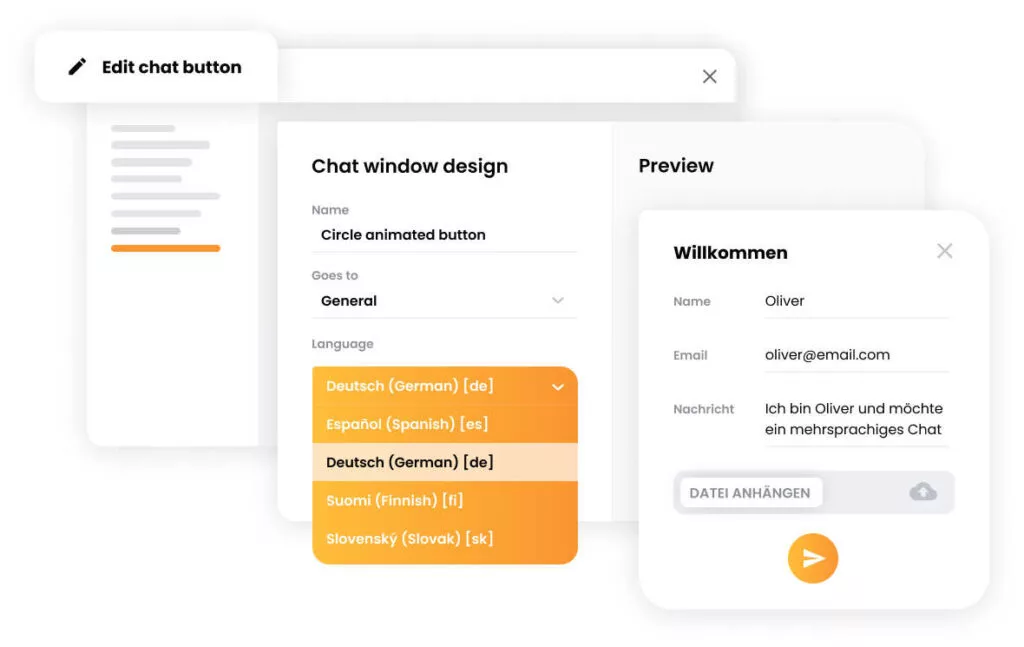 Edit chat button
Chat window design
Name
Circle animated button
Goes to
General
Language
Deutsch (German) [de]
Español (Spanish) [es]
Deutsch (German) [de]
Suomi (Finnish) [fi]
Slovenský (Slovak) [sk]
Preview
Willkommen
Name
Oliver
Email
oliver@email.com
Nachricht
Ich bin Oliver und möchte
ein mehrsprachiges Chat
DATEI ANHÄNGEN